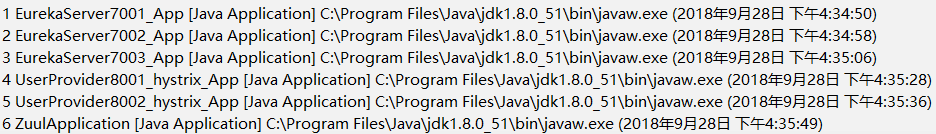 1 EurekaServer7001_App [Java Application] C:\Program Files\Java\jdk1.8.0_51\bin\javaw.exe (2018年9月28日 下午4:34:50)
2 EurekaServer7002_App [Java Application] C:\Program Files\Java\jdk1.8.0_51\bin\javaw.exe (2018年9月28日 下午4:34:58)
3 EurekaServer7003_App [Java Application] C:\Program Files\Java\jdk1.8.0_51\bin\javaw.exe (2018年9月28日 下午4:35:06)
4 UserProvider8001_hystrix_App [Java Application] C:\Program Files\Java\jdk1.8.0_51\bin\javaw.exe (2018年9月28日 下午4:35:28)
5 UserProvider8002_hystrix_App [Java Application] C:\Program Files\Java\jdk1.8.0_51\bin\javaw.exe (2018年9月28日 下午4:35:36)
6 ZuulApplication [Java Application] C:\Program Files\Java\jdk1.8.0_51\bin\javaw.exe (2018年9月28日 下午4:35:49)